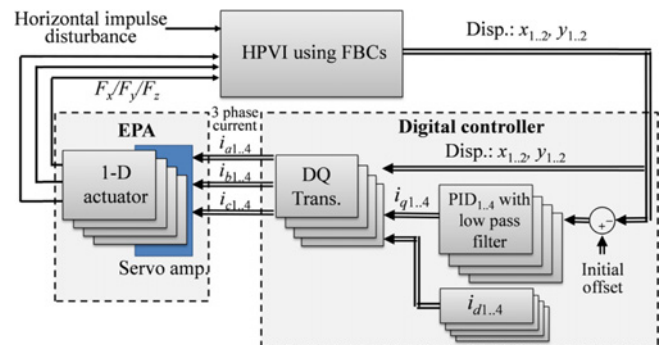 Horizontal impulse
disturbance
HPVI using FBCs
Disp.: x1..2, y1..2
Fx/Fy/Fz
EPA
3 phase
current
Digital controller
1-D
actuator
Servo amp.
ia1..4
ib1..4
ic1..4
DQ
Trans.
Disp.: x1..2, y1..2
iq1..4
PID1..4 with
low pass
filter
+
−
Initial
offset
id1..4